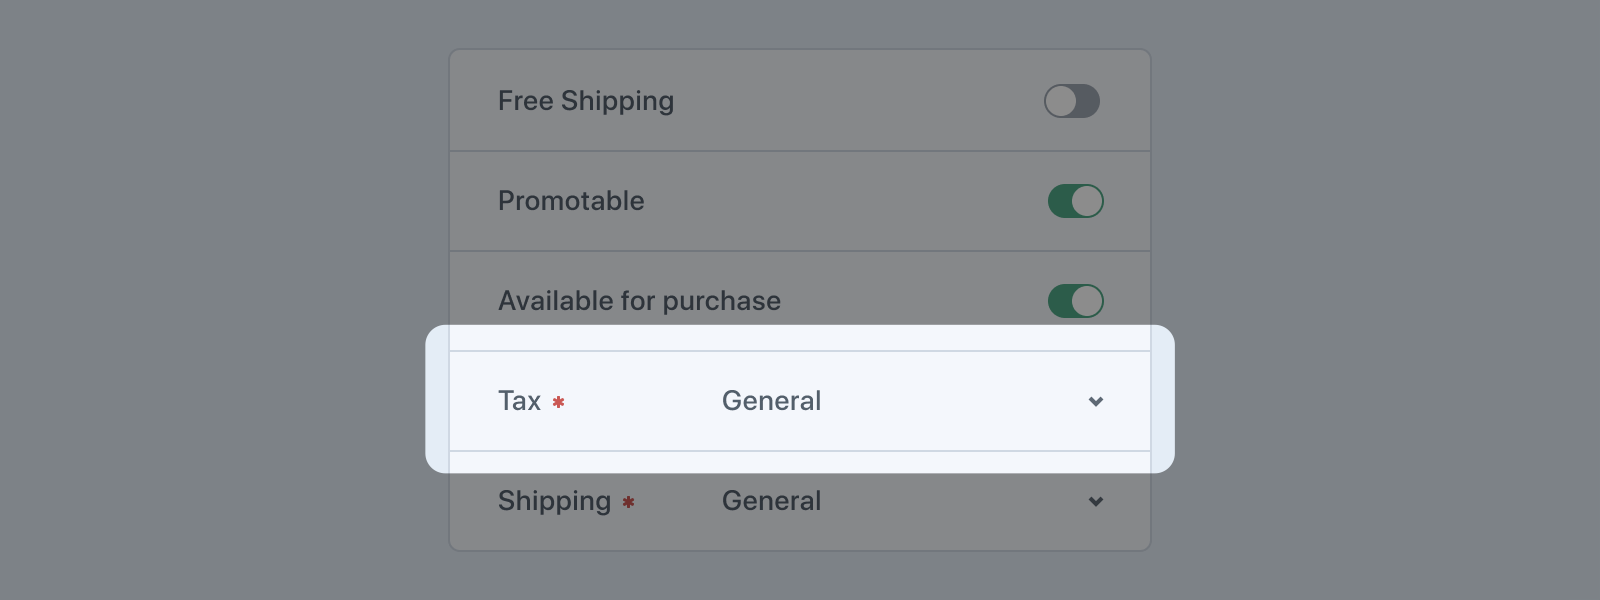 Free Shipping
Promotable
Available for purchase
Tax * General
Shipping * General